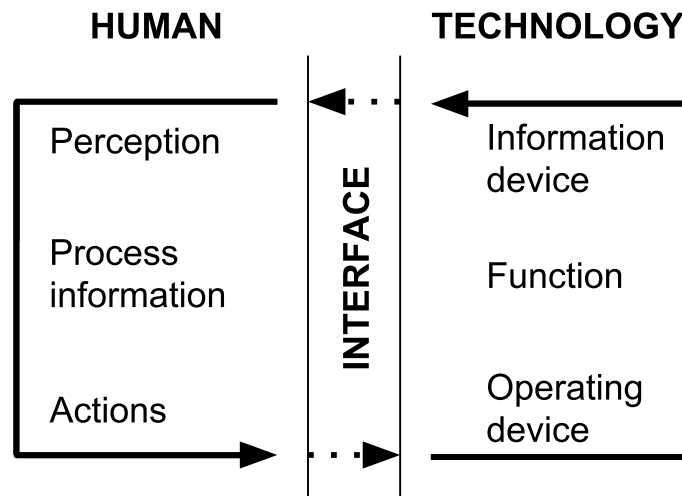 HUMAN
TECHNOLOGY
Perception
Process
information
Actions
INTERFACE
Information
device
Function
Operating
device